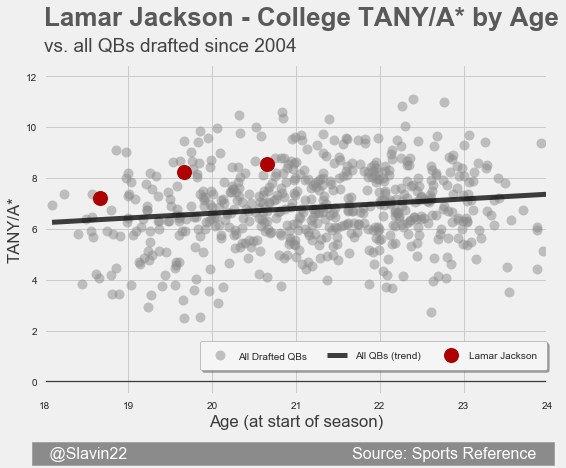 Lamar Jackson - College TANY/A* by Age
vs. all QBs drafted since 2004
12
10
8
6
4
2
0
TANY/A*
All Drafted QBs
All QBs (trend)
Lamar Jackson
18 19 20 21 22 23 24
Age (at start of season)
@Slavin22 Source: Sports Reference